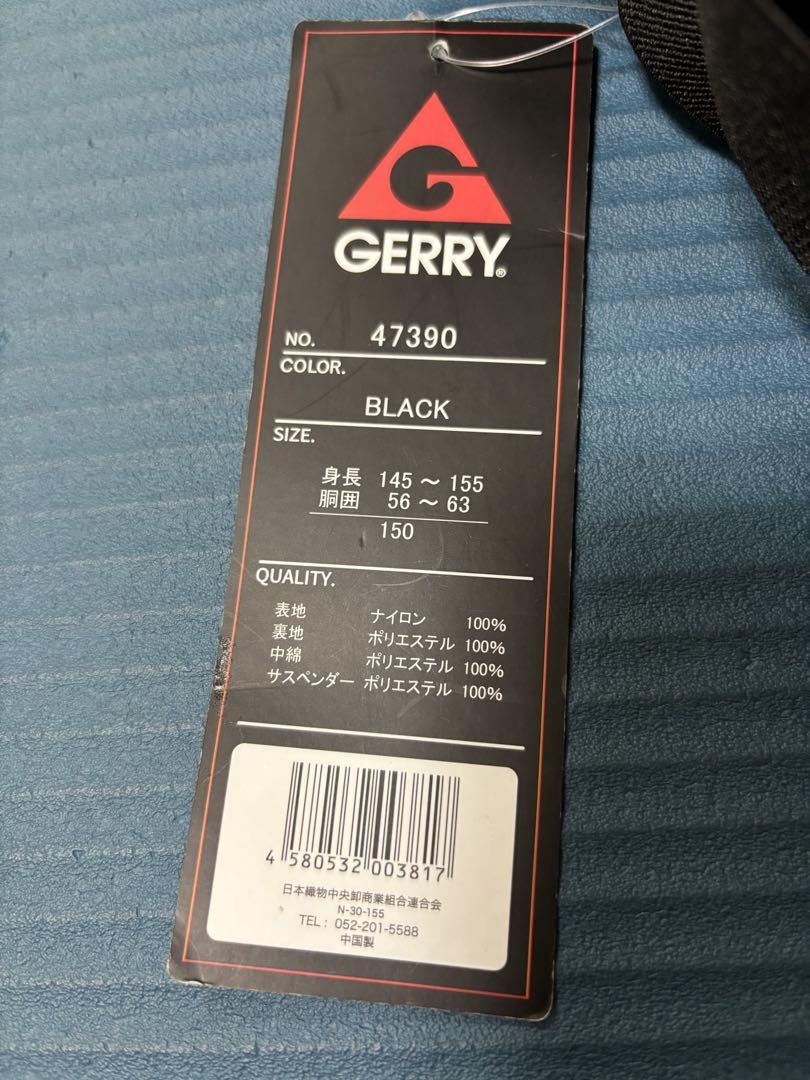 G
GERRY®
NO. 47390
COLOR.
BLACK
SIZE.
身長 145 ～ 155
胴囲 56 ～ 63
150
QUALITY.
表地 ナイロン 100%
裏地 ポリエステル 100%
中綿 ポリエステル 100%
サスペンダー ポリエステル 100%
4 580532 003817
日本織物中央卸商業組合連合会
N-30-155
TEL: 052-201-5588
中国製